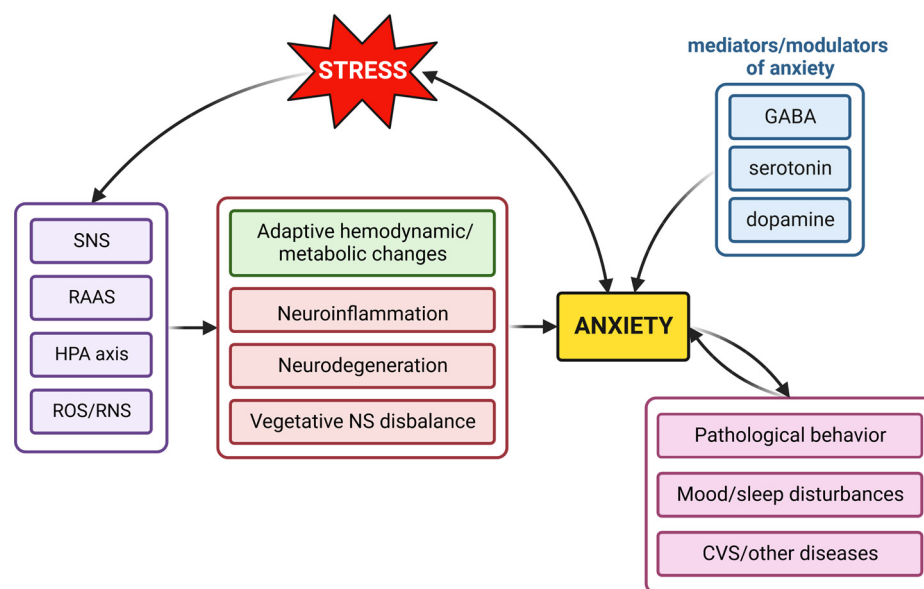 STRESS
mediators/modulators
of anxiety
GABA
serotonin
dopamine
SNS
RAAS
HPA axis
ROS/RNS
Adaptive hemodynamic/
metabolic changes
Neuroinflammation
Neurodegeneration
Vegetative NS disbalance
ANXIETY
Pathological behavior
Mood/sleep disturbances
CVS/other diseases